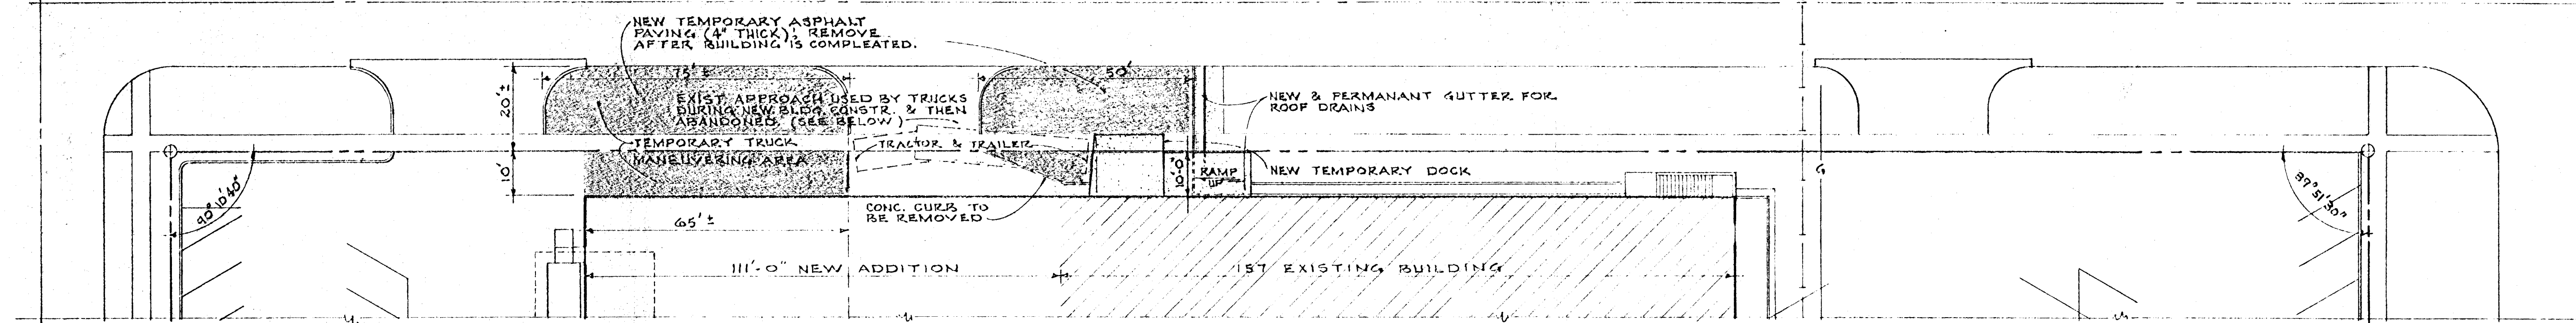 NEW TEMPORARY ASPHALT
PAVING (4" THICK); REMOVE
AFTER BUILDING IS COMPLEATED.
75' ±
50'
20' ±
EXIST. APPROACH USED BY TRUCKS
DURING NEW BLDG CONSTR. & THEN
ABANDONED (SEE BELOW)
NEW & PERMANANT GUTTER FOR
ROOF DRAINS
TEMPORARY TRUCK
MANEUVERING AREA
TRACTOR & TRAILER
10'
10'-0"
RAMP
UP
NEW TEMPORARY DOCK
90°10'40"
87°51'30"
CONC. CURB TO
BE REMOVED
65' ±
111'-0" NEW ADDITION
157 EXISTING BUILDING